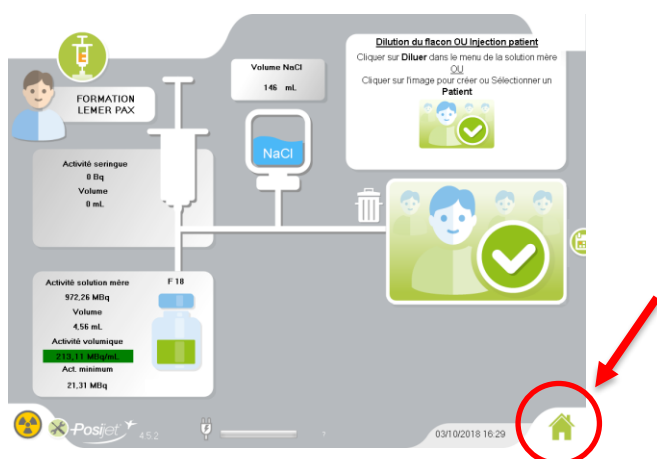 Dilution du flacon OU Injection patient
Cliquer sur Diluer dans le menu de la solution mère
OU
Cliquer sur l'image pour créer ou Sélectionner un
Patient
E
FORMATION
LEMER PAX
Volume NaCl
146 mL
NaCl
Activité seringue
0 Bq
Volume
0 mL
Activité solution mère
F 18
972,26 MBq
Volume
4,56 mL
Activité volumique
213,11 MBq/mL
Act. minimum
21,31 MBq
Posijet
4.5.2
03/10/2018 16:29